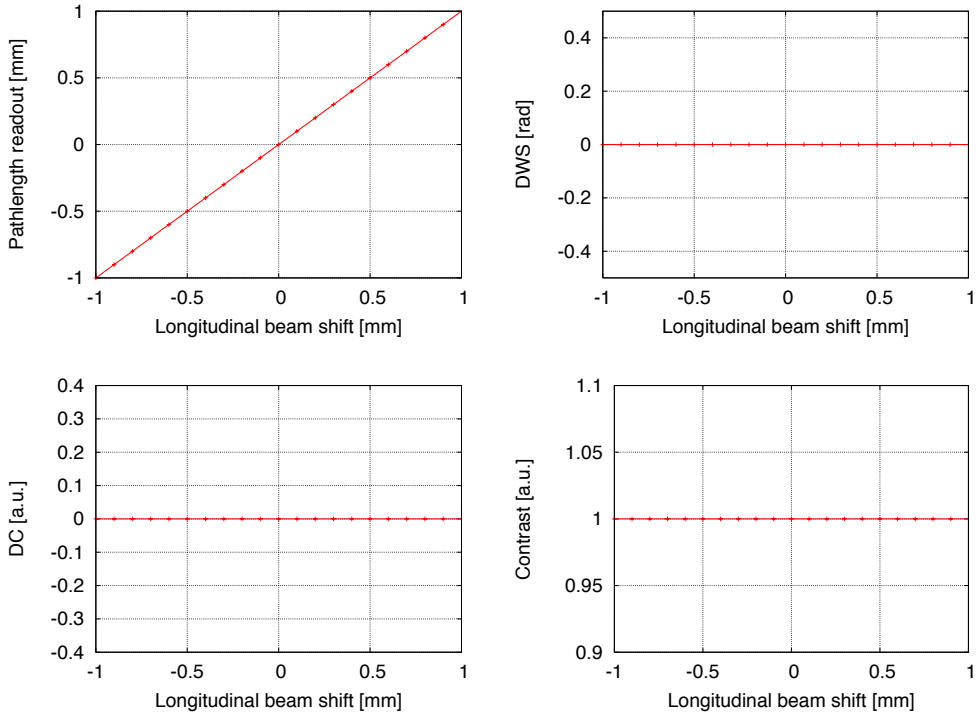 1
0.5
0
-0.5
-1
Pathlength readout [mm]
-1 -0.5 0 0.5 1
Longitudinal beam shift [mm]
0.4
0.2
0
-0.2
-0.4
DWS [rad]
-1 -0.5 0 0.5 1
Longitudinal beam shift [mm]
0.4
0.3
0.2
0.1
0
-0.1
-0.2
-0.3
-0.4
DC [a.u.]
-1 -0.5 0 0.5 1
Longitudinal beam shift [mm]
1.1
1.05
1
0.95
0.9
Contrast [a.u.]
-1 -0.5 0 0.5 1
Longitudinal beam shift [mm]